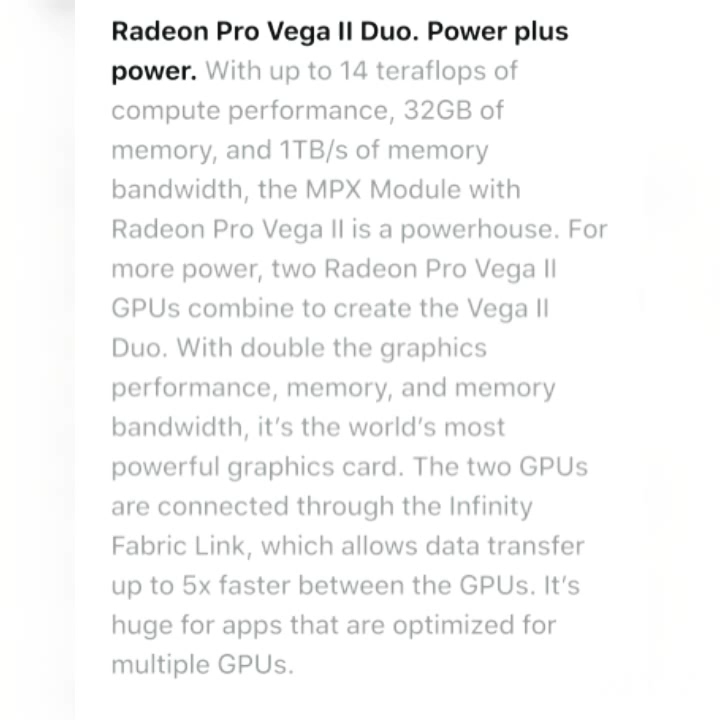 Radeon Pro Vega II Duo. Power plus
power. With up to 14 teraflops of
compute performance, 32GB of
memory, and 1TB/s of memory
bandwidth, the MPX Module with
Radeon Pro Vega II is a powerhouse. For
more power, two Radeon Pro Vega II
GPUs combine to create the Vega II
Duo. With double the graphics
performance, memory, and memory
bandwidth, it’s the world’s most
powerful graphics card. The two GPUs
are connected through the Infinity
Fabric Link, which allows data transfer
up to 5x faster between the GPUs. It’s
huge for apps that are optimized for
multiple GPUs.